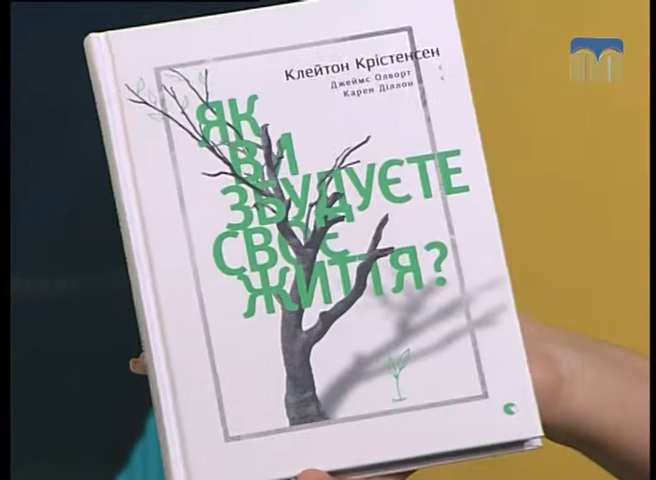 Клейтон Крістенсен
Джеймс Олворт
Карен Діллон
ЯК
ВИ
ЗБУДУЄТЕ
СВОЄ
ЖИТТЯ?